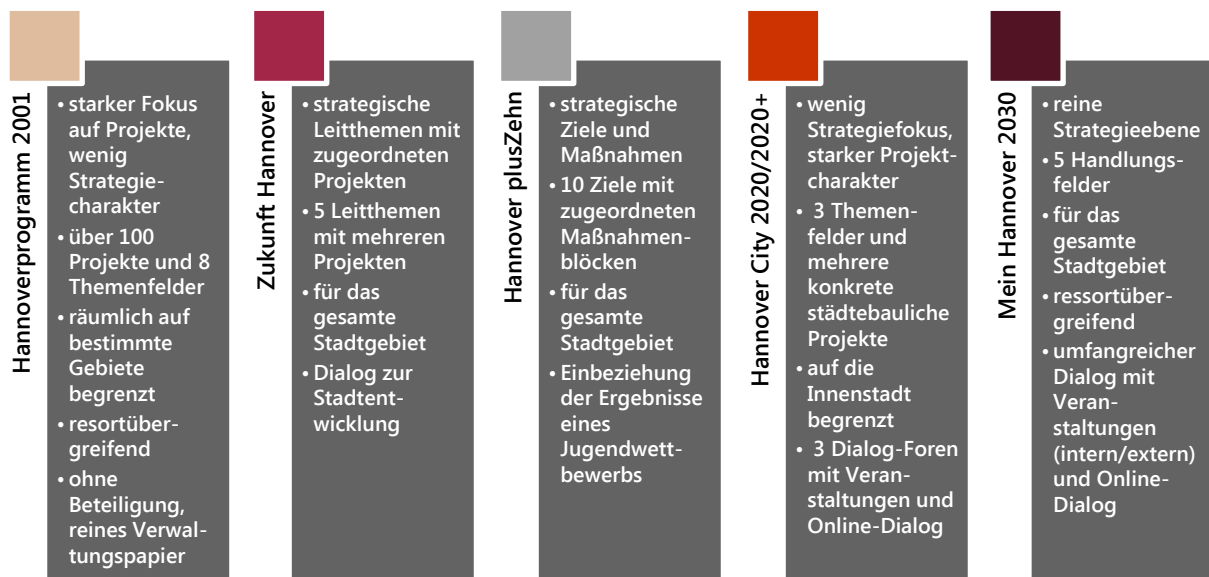 Hannoverprogramm 2001
• starker Fokus
auf Projekte,
wenig
Strategie-
charakter
• über 100
Projekte und 8
Themenfelder
• räumlich auf
bestimmte
Gebiete
begrenzt
• resortüber-
greifend
• ohne
Beteiligung,
reines Verwal-
tungspapier
Zukunft Hannover
• strategische
Leitthemen mit
zugeordneten
Projekten
• 5 Leitthemen
mit mehreren
Projekten
• für das
gesamte
Stadtgebiet
• Dialog zur
Stadtent-
wicklung
Hannover plusZehn
• strategische
Ziele und
Maßnahmen
• 10 Ziele mit
zugeordneten
Maßnahmen-
blöcken
• für das
gesamte
Stadtgebiet
• Einbeziehung
der Ergebnisse
eines
Jugendwett-
bewerbs
Hannover City 2020/2020+
• wenig
Strategiefokus,
starker Projekt-
charakter
• 3 Themen-
felder und
mehrere
konkrete
städtebauliche
Projekte
• auf die
Innenstadt
begrenzt
• 3 Dialog-Foren
mit Veran-
staltungen und
Online-Dialog
Mein Hannover 2030
• reine
Strategieebene
• 5 Handlungs-
felder
• für das
gesamte
Stadtgebiet
• ressortüber-
greifend
• umfangreicher
Dialog mit
Veran-
staltungen
(intern/extern)
und Online-
Dialog